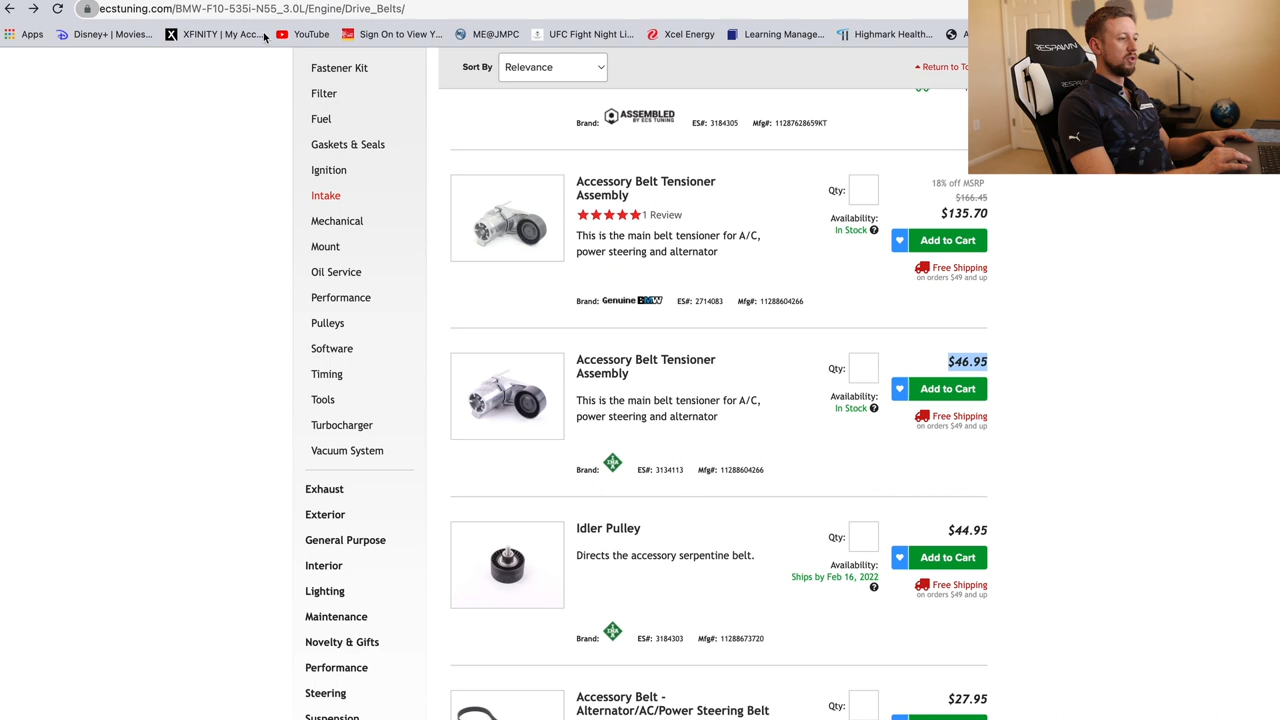 ecstuning.com/BMW-F10-535i-N55_3.0L/Engine/Drive_Belts/
Apps
Disney+ | Movies...
X XFINITY | My Acc...
YouTube
Sign On to View Y...
ME@JMPC
UFC Fight Night Li...
Xcel Energy
Learning Manage...
Highmark Health...
Fastener Kit
Filter
Fuel
Gaskets & Seals
Ignition
Intake
Mechanical
Mount
Oil Service
Performance
Pulleys
Software
Timing
Tools
Turbocharger
Vacuum System
Exhaust
Exterior
General Purpose
Interior
Lighting
Maintenance
Novelty & Gifts
Performance
Steering
Suspension
Sort By Relevance
Return to To
Brand: ASSEMBLED BY ECS TUNING ES#: 3184305 Mfg#: 11287628659KT
Accessory Belt Tensioner
Assembly
1 Review
This is the main belt tensioner for A/C,
power steering and alternator
Brand: Genuine BMW ES#: 2714083 Mfg#: 11288604266
Qty:
Availability:
In Stock
18% off MSRP
$166.45
$135.70
Add to Cart
Free Shipping
on orders $49 and up
Accessory Belt Tensioner
Assembly
This is the main belt tensioner for A/C,
power steering and alternator
Brand: INA ES#: 3134113 Mfg#: 11288604266
Qty:
Availability:
In Stock
$46.95
Add to Cart
Free Shipping
on orders $49 and up
Idler Pulley
Directs the accessory serpentine belt.
Brand: INA ES#: 3184303 Mfg#: 11288673720
Qty:
Availability:
Ships by Feb 16, 2022
$44.95
Add to Cart
Free Shipping
on orders $49 and up
Accessory Belt -
Alternator/AC/Power Steering Belt
Qty:
$27.95
RESPAWN
RESPAWN